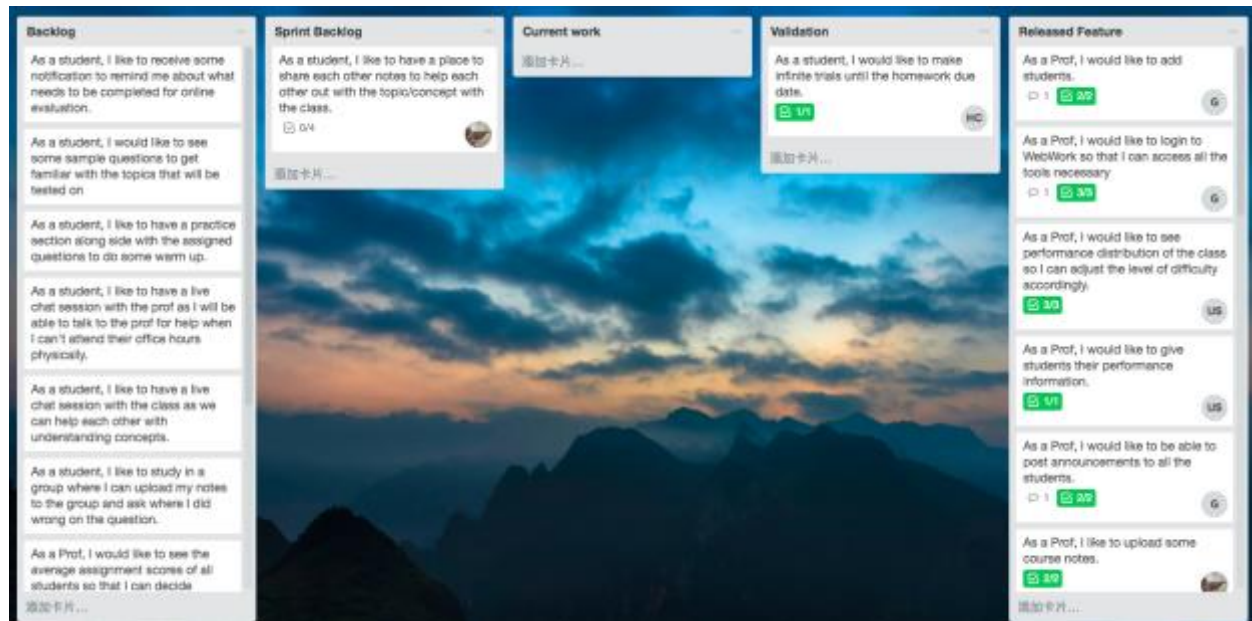 Backlog
As a student, I like to receive some
notification to remind me about what
needs to be completed for online
evaluation.
As a student, I would like to see
some sample questions to get
familiar with the topics that will be
tested on
As a student, I like to have a practice
section along side with the assigned
questions to do some warm up.
As a student, I like to have a live
chat session with the prof as I will be
able to talk to the prof for help when
I can't attend their office hours
physically.
As a student, I like to have a live
chat session with the class as we
can help each other with
understanding concepts.
As a student, I like to study in a
group where I can upload my notes
to the group and ask where I did
wrong on the question.
As a Prof, I would like to see the
average assignment scores of all
students so that I can decide
添加卡片...
Sprint Backlog
As a student, I like to have a place to
share each other notes to help each
other out with the topic/concept with
the class.
0/4
添加卡片...
Current work
添加卡片...
Validation
As a student, I would like to make
infinite trials until the homework due
date.
1/1
HC
添加卡片...
Released Feature
As a Prof, I would like to add
students.
1 2/2
G
As a Prof, I would like to login to
WebWork so that I can access all the
tools necessary
1 3/3
G
As a Prof, I would like to see
performance distribution of the class
so I can adjust the level of difficulty
accordingly.
3/3
US
As a Prof, I would like to give
students their performance
information.
1/1
US
As a Prof, I would like to be able to
post announcements to all the
students.
1 2/2
G
As a Prof, I like to upload some
course notes.
2/2
添加卡片...